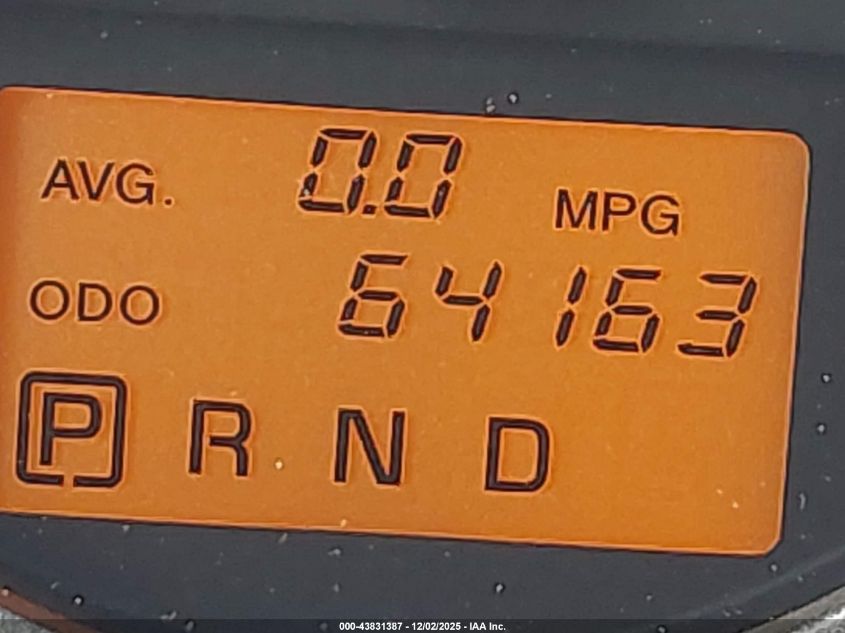 AVG. 0.0 MPG
ODO 64163
P R N D
000-43831387 - 12/02/2025 - IAA Inc.